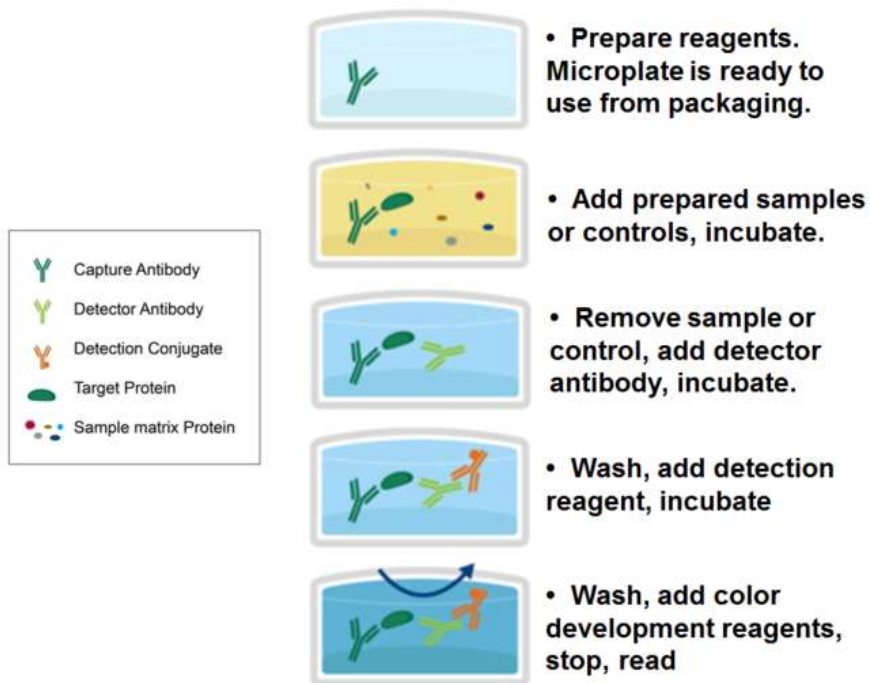 • Prepare reagents.
Microplate is ready to
use from packaging.
• Add prepared samples
or controls, incubate.
Capture Antibody
Detector Antibody
Detection Conjugate
Target Protein
Sample matrix Protein
• Remove sample or
control, add detector
antibody, incubate.
• Wash, add detection
reagent, incubate
• Wash, add color
development reagents,
stop, read